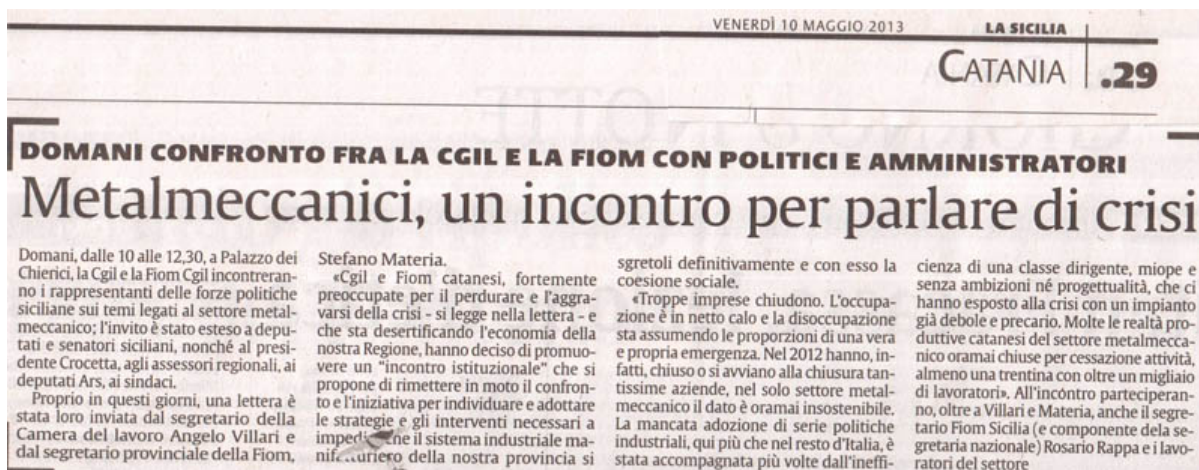 VENERDÌ 10 MAGGIO 2013
LA SICILIA
CATANIA
.29
DOMANI CONFRONTO FRA LA CGIL E LA FIOM CON POLITICI E AMMINISTRATORI
Metalmeccanici, un incontro per parlare di crisi
Domani, dalle 10 alle 12,30, a Palazzo dei
Chierici, la Cgil e la Fiom Cgil incontreran-
no i rappresentanti delle forze politiche
siciliane sui temi legati al settore metal-
meccanico; l'invito è stato esteso a depu-
tati e senatori siciliani, nonché al presi-
dente Crocetta, agli assessori regionali, ai
deputati Ars, ai sindaci.
Proprio in questi giorni, una lettera è
stata loro inviata dal segretario della
Camera del lavoro Angelo Villari e
dal segretario provinciale della Fiom,
Stefano Materia.
«Cgil e Fiom catanesi, fortemente
preoccupate per il perdurare e l'aggra-
varsi della crisi - si legge nella lettera - e
che sta desertificando l'economia della
nostra Regione, hanno deciso di promuo-
vere un "incontro istituzionale" che si
propone di rimettere in moto il confron-
to e l'iniziativa per individuare e adottare
le strategie e gli interventi necessari a
il sistema industriale ma-
della nostra provincia si
sgretoli definitivamente e con esso la
coesione sociale.
«Troppe imprese chiudono. L'occupa-
zione è in netto calo e la disoccupazione
sta assumendo le proporzioni di una vera
e propria emergenza. Nel 2012 hanno, in-
fatti, chiuso o si avviano alla chiusura tan-
tissime aziende, nel solo settore metal-
meccanico il dato è oramai insostenibile.
La mancata adozione di serie politiche
industriali, qui più che nel resto d'Italia, è
stata accompagnata più volte dall'ineffi-
cienza di una classe dirigente, miope e
senza ambizioni né progettualità, che ci
hanno esposto alla crisi con un impianto
già debole e precario. Molte le realtà pro-
duttive catanesi del settore metalmecca-
nico oramai chiuse per cessazione attività,
almeno una trentina con oltre un migliaio
di lavoratori». All'incontro parteciperan-
no, oltre a Villari e Materia, anche il segre-
tario Fiom Sicilia (e componente dela se-
greteria nazionale) Rosario Rappa e i lavo-
ratori del settore